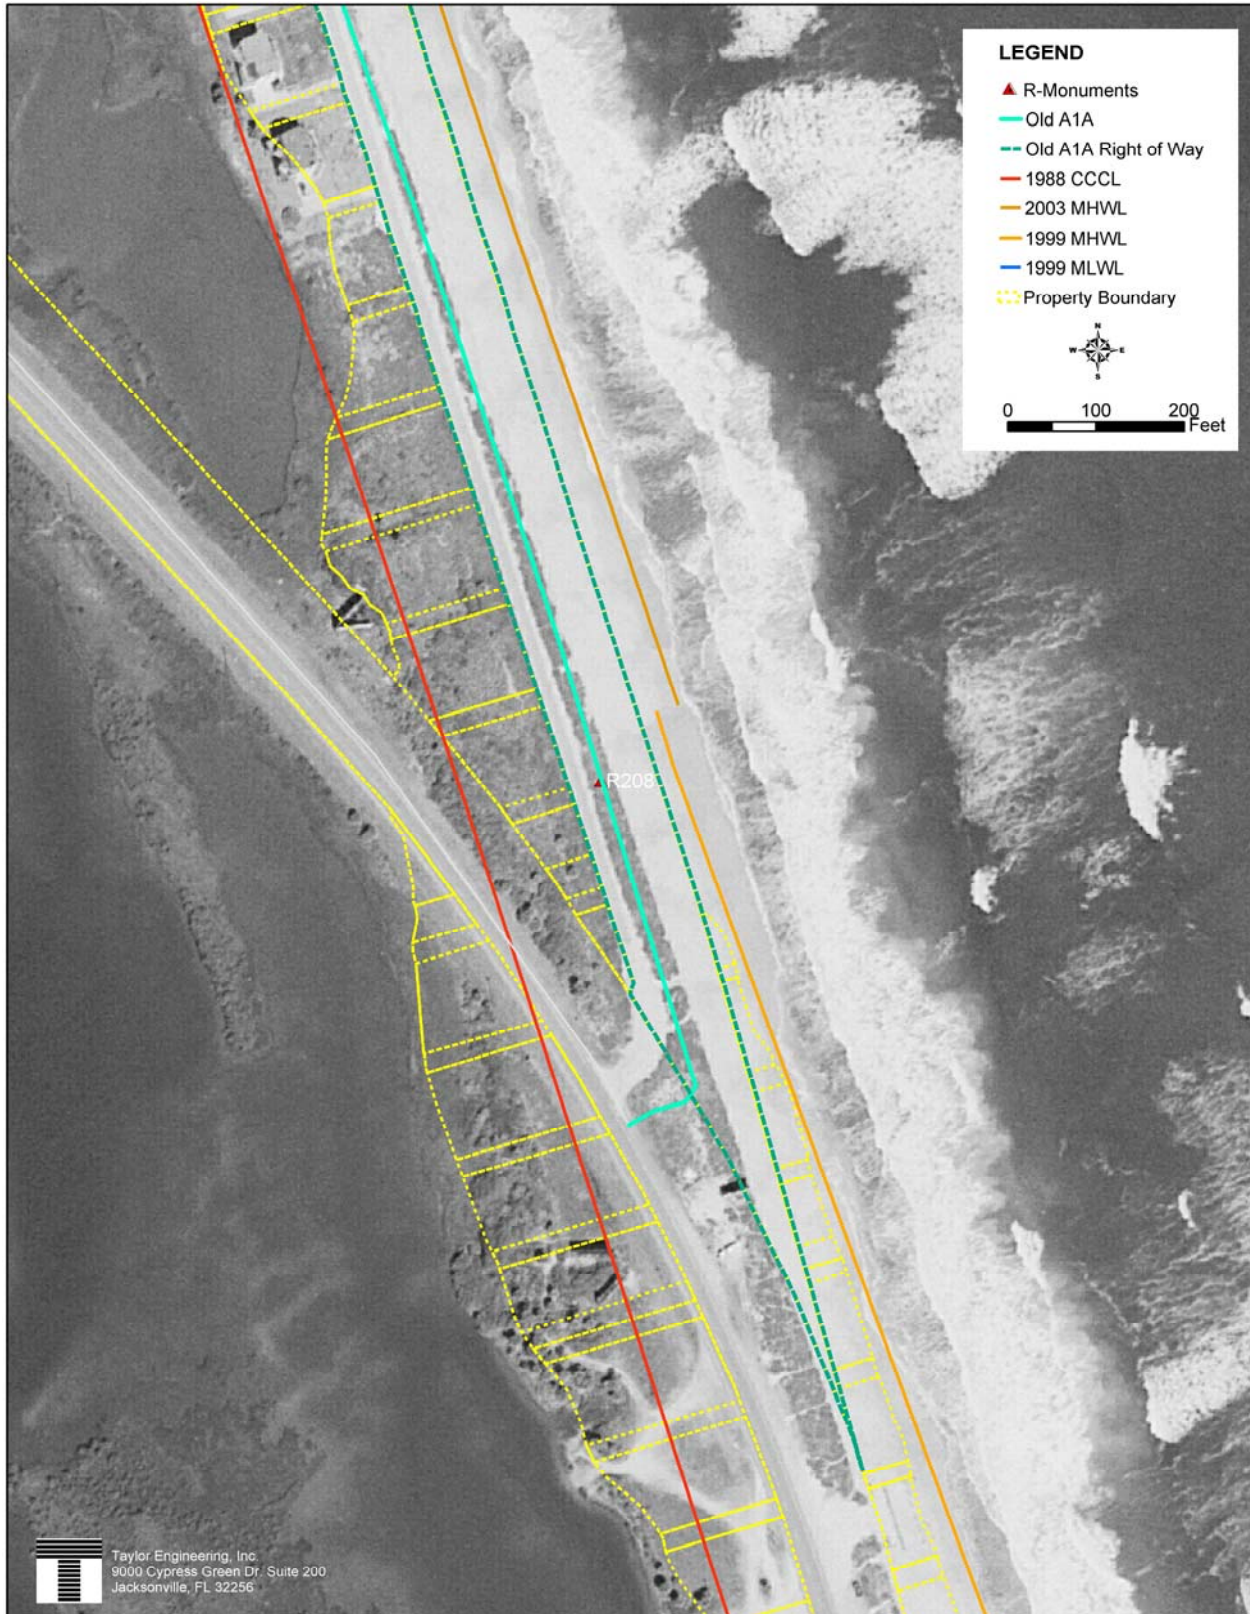 LEGEND
R-Monuments
Old A1A
Old A1A Right of Way
1988 CCCL
2003 MHWL
1999 MHWL
1999 MLWL
Property Boundary
N
W E
S
0 100 200
Feet
R208
Taylor Engineering, Inc
9000 Cypress Green Dr. Suite 200
Jacksonville, FL 32256